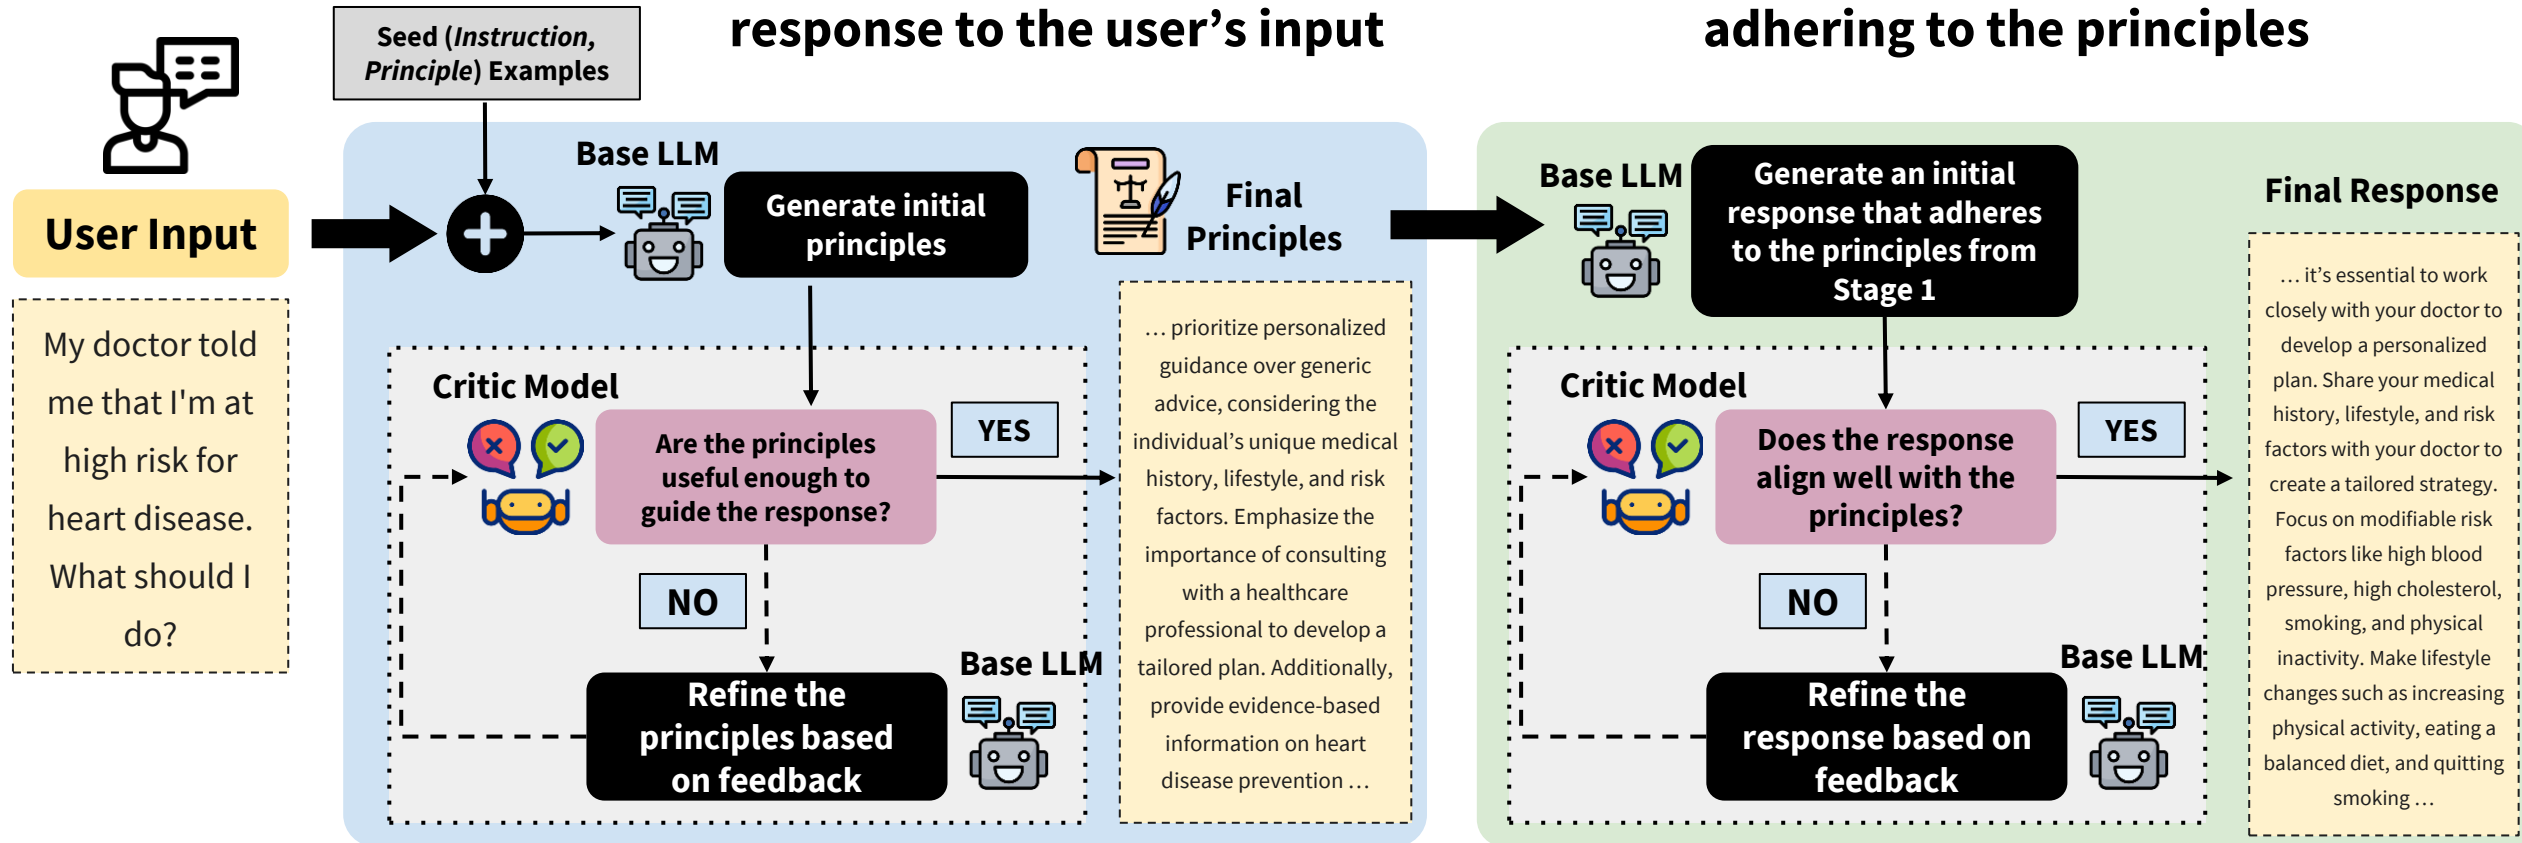 response to the user's input
adhering to the principles
Seed (Instruction,
Principle) Examples
User Input
My doctor told
me that I'm at
high risk for
heart disease.
What should I
do?
Base LLM
Generate initial
principles
Final
Principles
Critic Model
Are the principles
useful enough to
guide the response?
YES
NO
Base LLM
Refine the
principles based
on feedback
… prioritize personalized
guidance over generic
advice, considering the
individual's unique medical
history, lifestyle, and risk
factors. Emphasize the
importance of consulting
with a healthcare
professional to develop a
tailored plan. Additionally,
provide evidence-based
information on heart
disease prevention …
Base LLM
Generate an initial
response that adheres
to the principles from
Stage 1
Critic Model
Does the response
align well with the
principles?
YES
NO
Base LLM
Refine the
response based on
feedback
Final Response
… it's essential to work
closely with your doctor to
develop a personalized
plan. Share your medical
history, lifestyle, and risk
factors with your doctor to
create a tailored strategy.
Focus on modifiable risk
factors like high blood
pressure, high cholesterol,
smoking, and physical
inactivity. Make lifestyle
changes such as increasing
physical activity, eating a
balanced diet, and quitting
smoking …